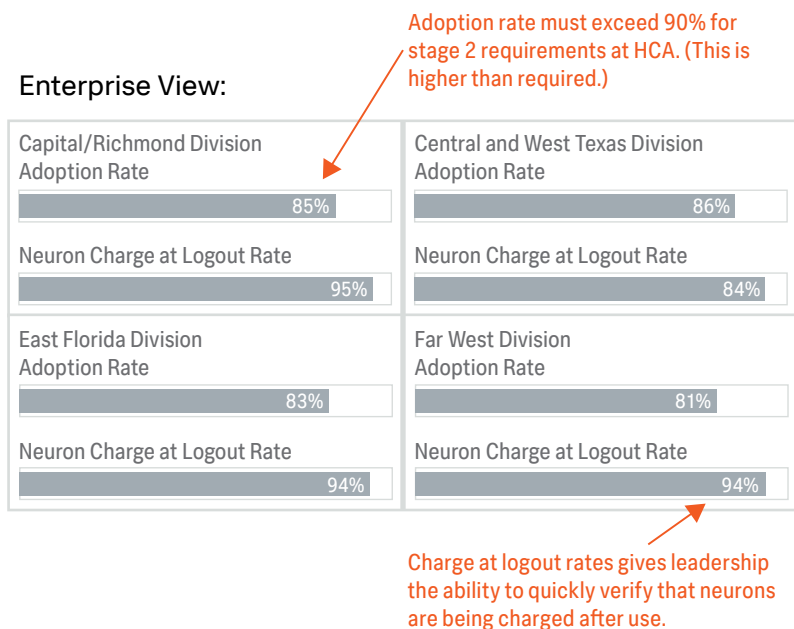 Adoption rate must exceed 90% for
stage 2 requirements at HCA. (This is
higher than required.)
Enterprise View:
Capital/Richmond Division
Adoption Rate
85%
Neuron Charge at Logout Rate
95%
Central and West Texas Division
Adoption Rate
86%
Neuron Charge at Logout Rate
84%
East Florida Division
Adoption Rate
83%
Neuron Charge at Logout Rate
94%
Far West Division
Adoption Rate
81%
Neuron Charge at Logout Rate
94%
Charge at logout rates gives leadership
the ability to quickly verify that neurons
are being charged after use.